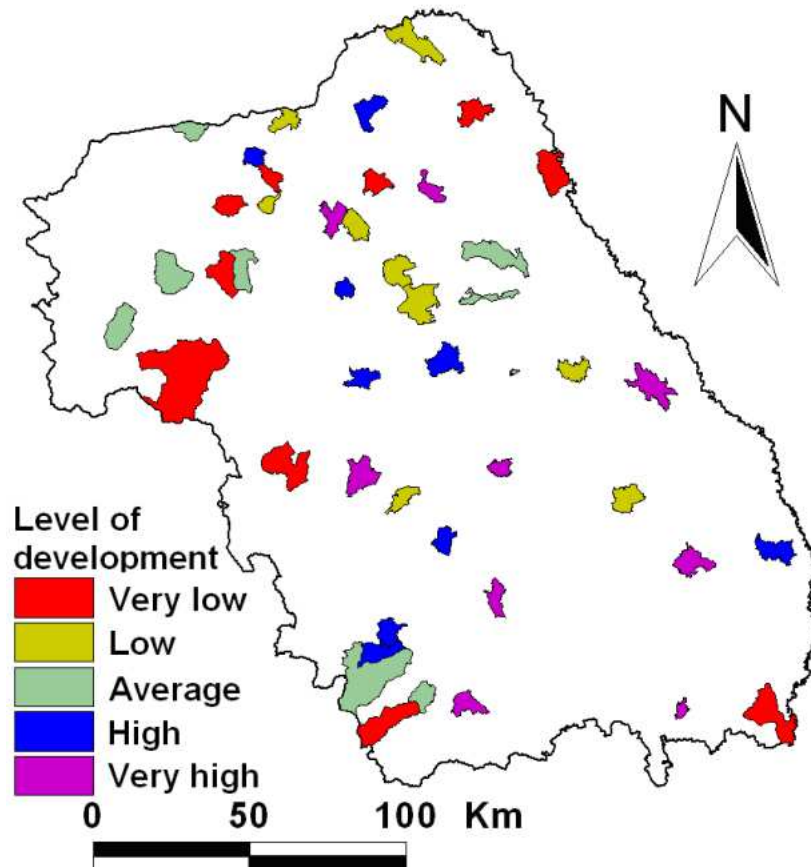 N
Level of
development
Very low
Low
Average
High
Very high
0 50 100 Km